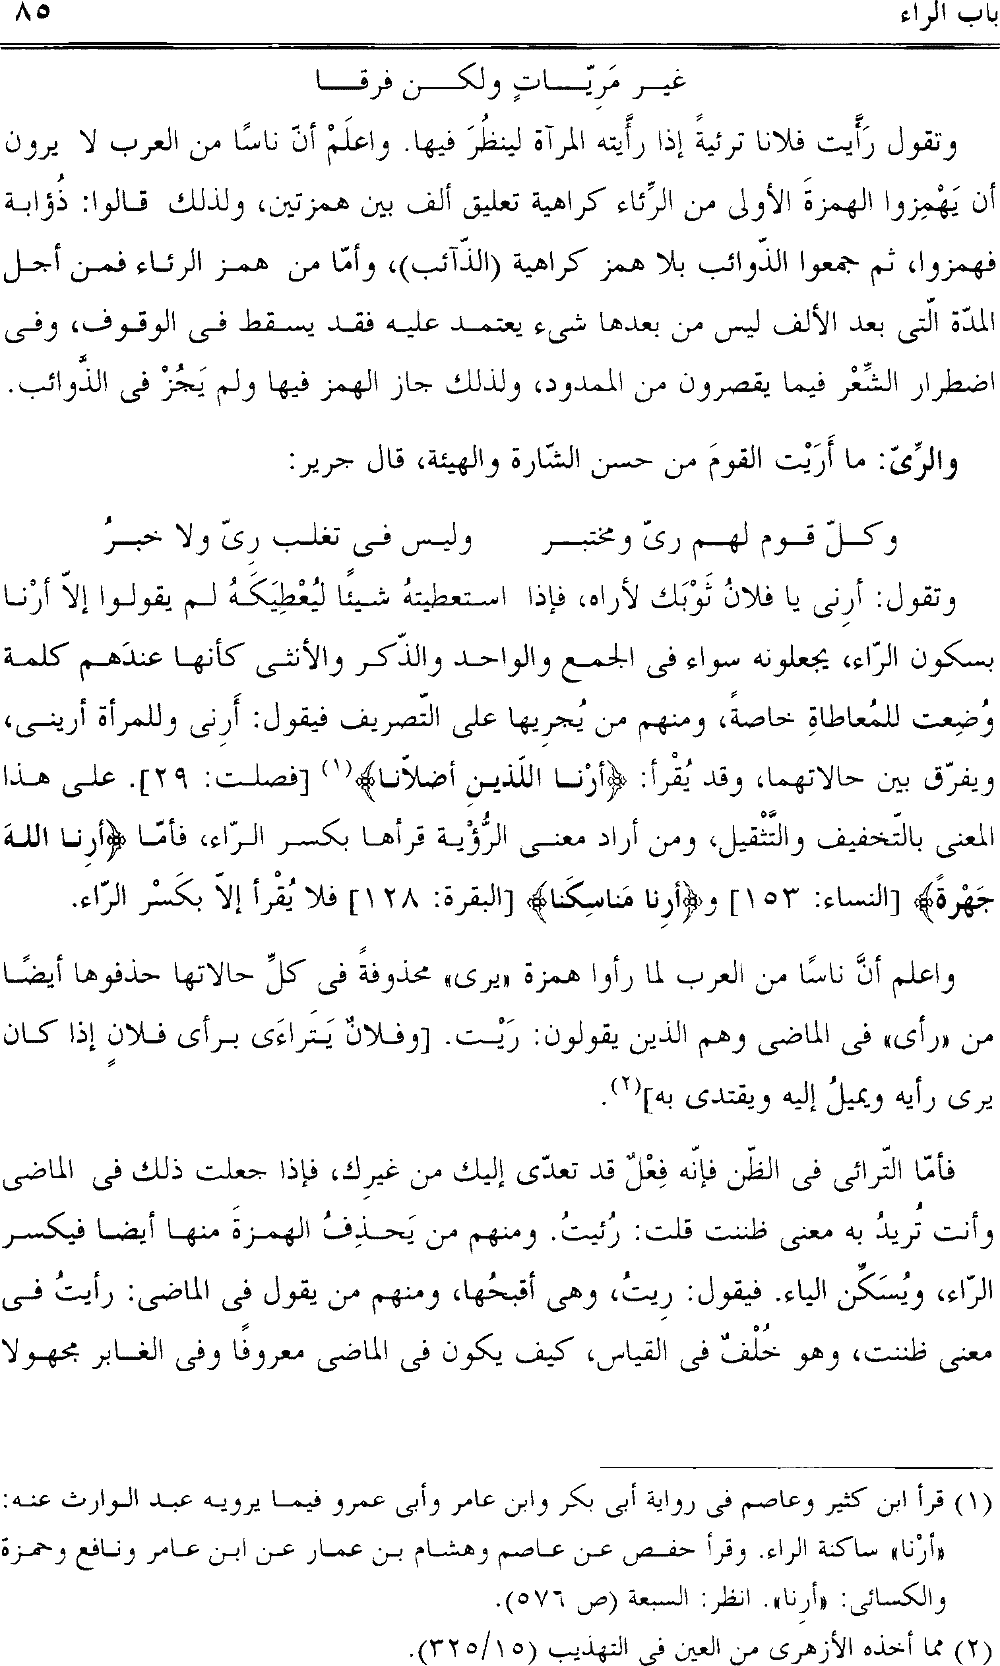 باب الراء ٨٥
غير مَرِيّاتٍ ولكن فرقا
وتقول رَأَّيت فلانا ترئيةً إذا رأَّيته المرآة لينظُرَ فيها. واعلَمْ أنّ ناسًا من العرب لا يرون
أن يَهْمِزوا الهمزةَ الأولى من الرِّئاء كراهية تعليق ألف بين همزتين، ولذلك قالوا: ذُؤابة
فهمزوا، ثم جمعوا الذّوائب بلا همز كراهية (الذّآئب)، وأمّا من همز الرئاء فمن أجل
المدّة الّتى بعد الألف ليس من بعدها شىء يعتمد عليه فقد يسقط فى الوقوف، وفى
اضطرار الشِّعْر فيما يقصرون من الممدود، ولذلك جاز الهمز فيها ولم يَجُزْ فى الذَّوائب.
والرِّىّ: ما أَرَيْت القومَ من حسن الشّارة والهيئة، قال جرير:
وكلّ قوم لهم رىّ ومختبر وليس فى تغلب رِىّ ولا خبرُ
وتقول: أرِنى يا فلانُ ثَوْبَك لأراه، فإذا استعطيتهُ شيئًا ليُعْطِيَكَهُ لم يقولوا إلاّ أرْنا
بسكون الرّاء، يجعلونه سواء فى الجمع والواحد والذّكر والأنثى كأنها عندَهم كلمة
وُضِعت للمُعاطاةِ خاصةً، ومنهم من يُجرِيها على التّصريف فيقول: أَرِنى وللمرأة أرينى،
ويفرّق بين حالاتهما، وقد يُقْرأ: ﴿أرْنا اللّذينِ أضلاّنا﴾(١) [فصلت: ٢٩]. على هذا
المعنى بالتّخفيف والتَّثْقيل، ومن أراد معنى الرُّؤْية قرأها بكسر الرّاء، فأمّا ﴿أرِنا اللهَ
جَهْرةً﴾ [النساء: ١٥٣] و﴿أرِنا مَناسِكَنا﴾ [البقرة: ١٢٨] فلا يُقْرأ إلاّ بكَسْر الرّاء.
واعلم أنَّ ناسًا من العرب لما رأوا همزة «يرى» محذوفةً فى كلِّ حالاتها حذفوها أيضًا
من «رأى» فى الماضى وهم الذين يقولون: رَيْت. [وفلانٌ يَتَراءَى برأى فلانٍ إذا كان
يرى رأيه ويميلُ إليه ويقتدى به](٢).
فأمّا التّرائى فى الظّن فإنّه فِعْلٌ قد تعدّى إليك من غيرِك، فإذا جعلت ذلك فى الماضى
وأنت تُريدُ به معنى ظننت قلت: رُئيتُ. ومنهم من يَحذِفُ الهمزةَ منها أيضا فيكسر
الرّاء، ويُسَكِّن الياء. فيقول: رِيتُ، وهى أقبحُها، ومنهم من يقول فى الماضى: رأيتُ فى
معنى ظننت، وهو خُلْفٌ فى القياس، كيف يكون فى الماضى معروفًا وفى الغابر مجهولا
(١) قرأ ابن كثير وعاصم فى رواية أبى بكر وابن عامر وأبى عمرو فيما يرويه عبد الوارث عنه:
«أرْنا» ساكنة الراء. وقرأ حفص عن عاصم وهشام بن عمار عن ابن عامر ونافع وحمزة
والكسائى: «أرِنا». انظر: السبعة (ص ٥٧٦).
(٢) مما أخذه الأزهرى من العين فى التهذيب (٣٢٥/١٥).